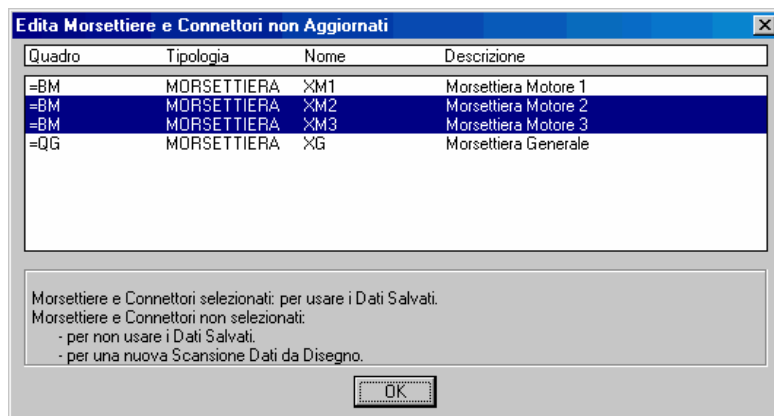 Edita Morsettiere e Connettori non Aggiornati
Quadro Tipologia Nome Descrizione
=BM MORSETTIERA XM1 Morsettiera Motore 1
=BM MORSETTIERA XM2 Morsettiera Motore 2
=BM MORSETTIERA XM3 Morsettiera Motore 3
=QG MORSETTIERA XG Morsettiera Generale
Morsettiere e Connettori selezionati: per usare i Dati Salvati.
Morsettiere e Connettori non selezionati:
- per non usare i Dati Salvati.
- per una nuova Scansione Dati da Disegno.
OK